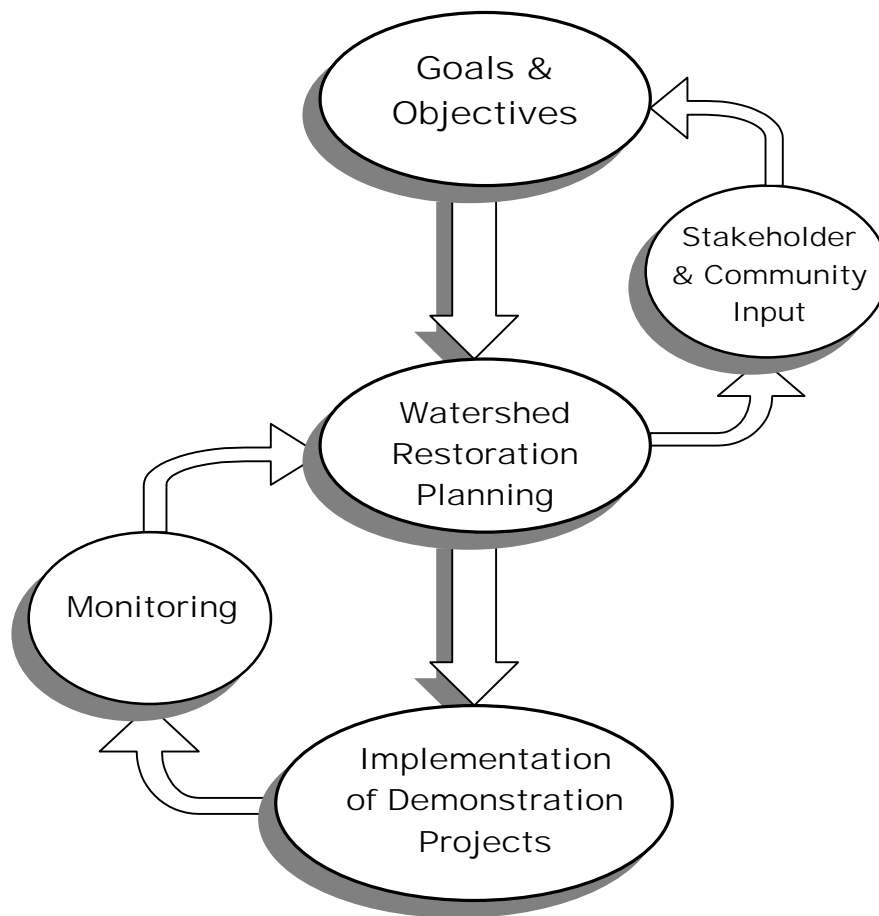 Goals &
Objectives
Stakeholder
& Community
Input
Watershed
Restoration
Planning
Monitoring
Implementation
of Demonstration
Projects